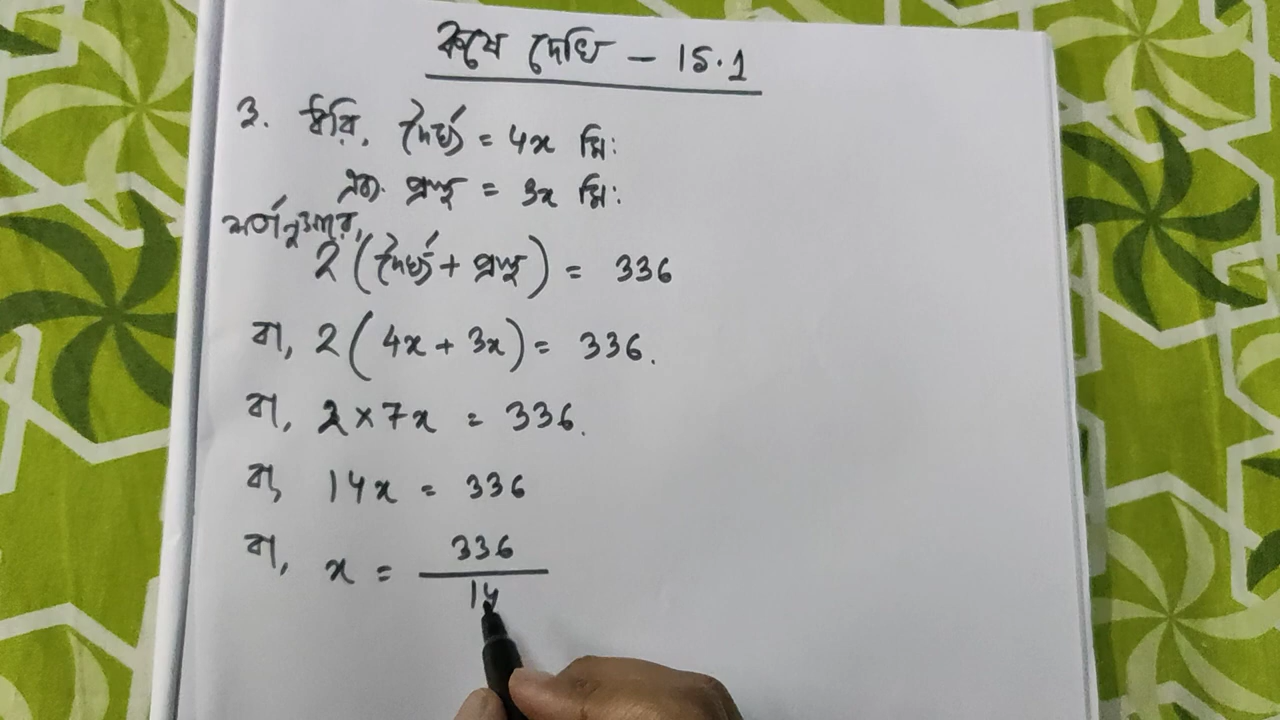 কষে দেখি - 15.1
3. ধরি, দৈর্ঘ্য = 4x মি:
এবং প্রস্থ = 3x মি:
শর্তানুসারে,
2 (দৈর্ঘ্য + প্রস্থ) = 336
বা, 2 (4x + 3x) = 336.
বা, 2 × 7x = 336.
বা, 14x = 336
বা, x = 336
14